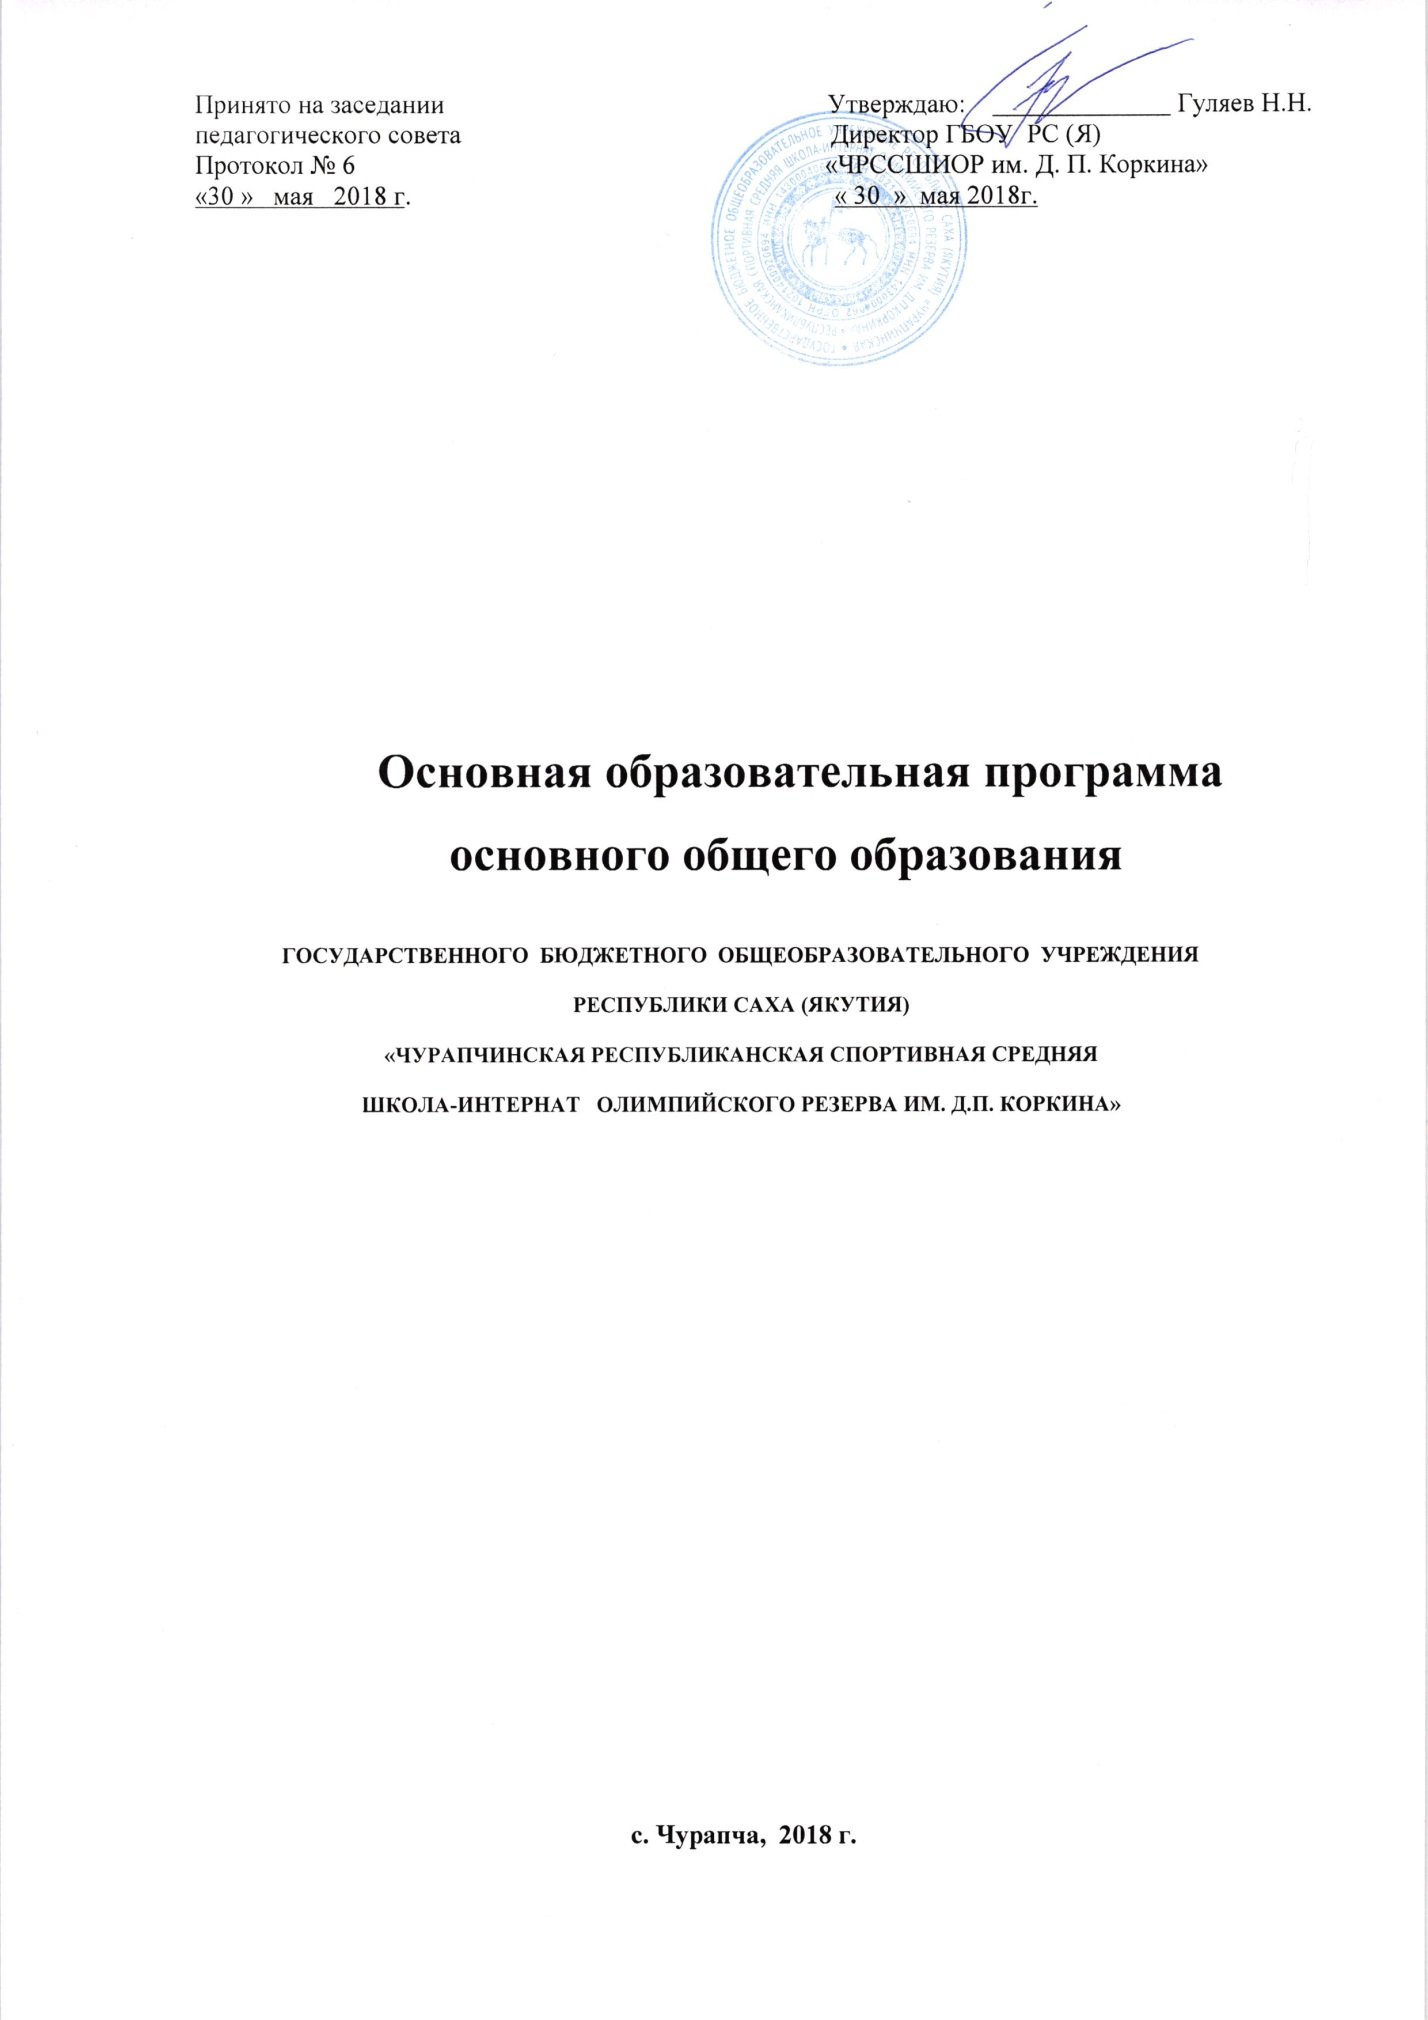 Принято на заседании
педагогического совета
Протокол № 6
«30 » мая 2018 г.
Утверждаю: ______________ Гуляев Н.Н.
Директор ГБОУ РС (Я)
«ЧРССШИОР им. Д. П. Коркина»
« 30 » мая 2018г.
Основная образовательная программа
основного общего образования
ГОСУДАРСТВЕННОГО БЮДЖЕТНОГО ОБЩЕОБРАЗОВАТЕЛЬНОГО УЧРЕЖДЕНИЯ
РЕСПУБЛИКИ САХА (ЯКУТИЯ)
«ЧУРАПЧИНСКАЯ РЕСПУБЛИКАНСКАЯ СПОРТИВНАЯ СРЕДНЯЯ
ШКОЛА-ИНТЕРНАТ ОЛИМПИЙСКОГО РЕЗЕРВА ИМ. Д.П. КОРКИНА»
с. Чурапча, 2018 г.